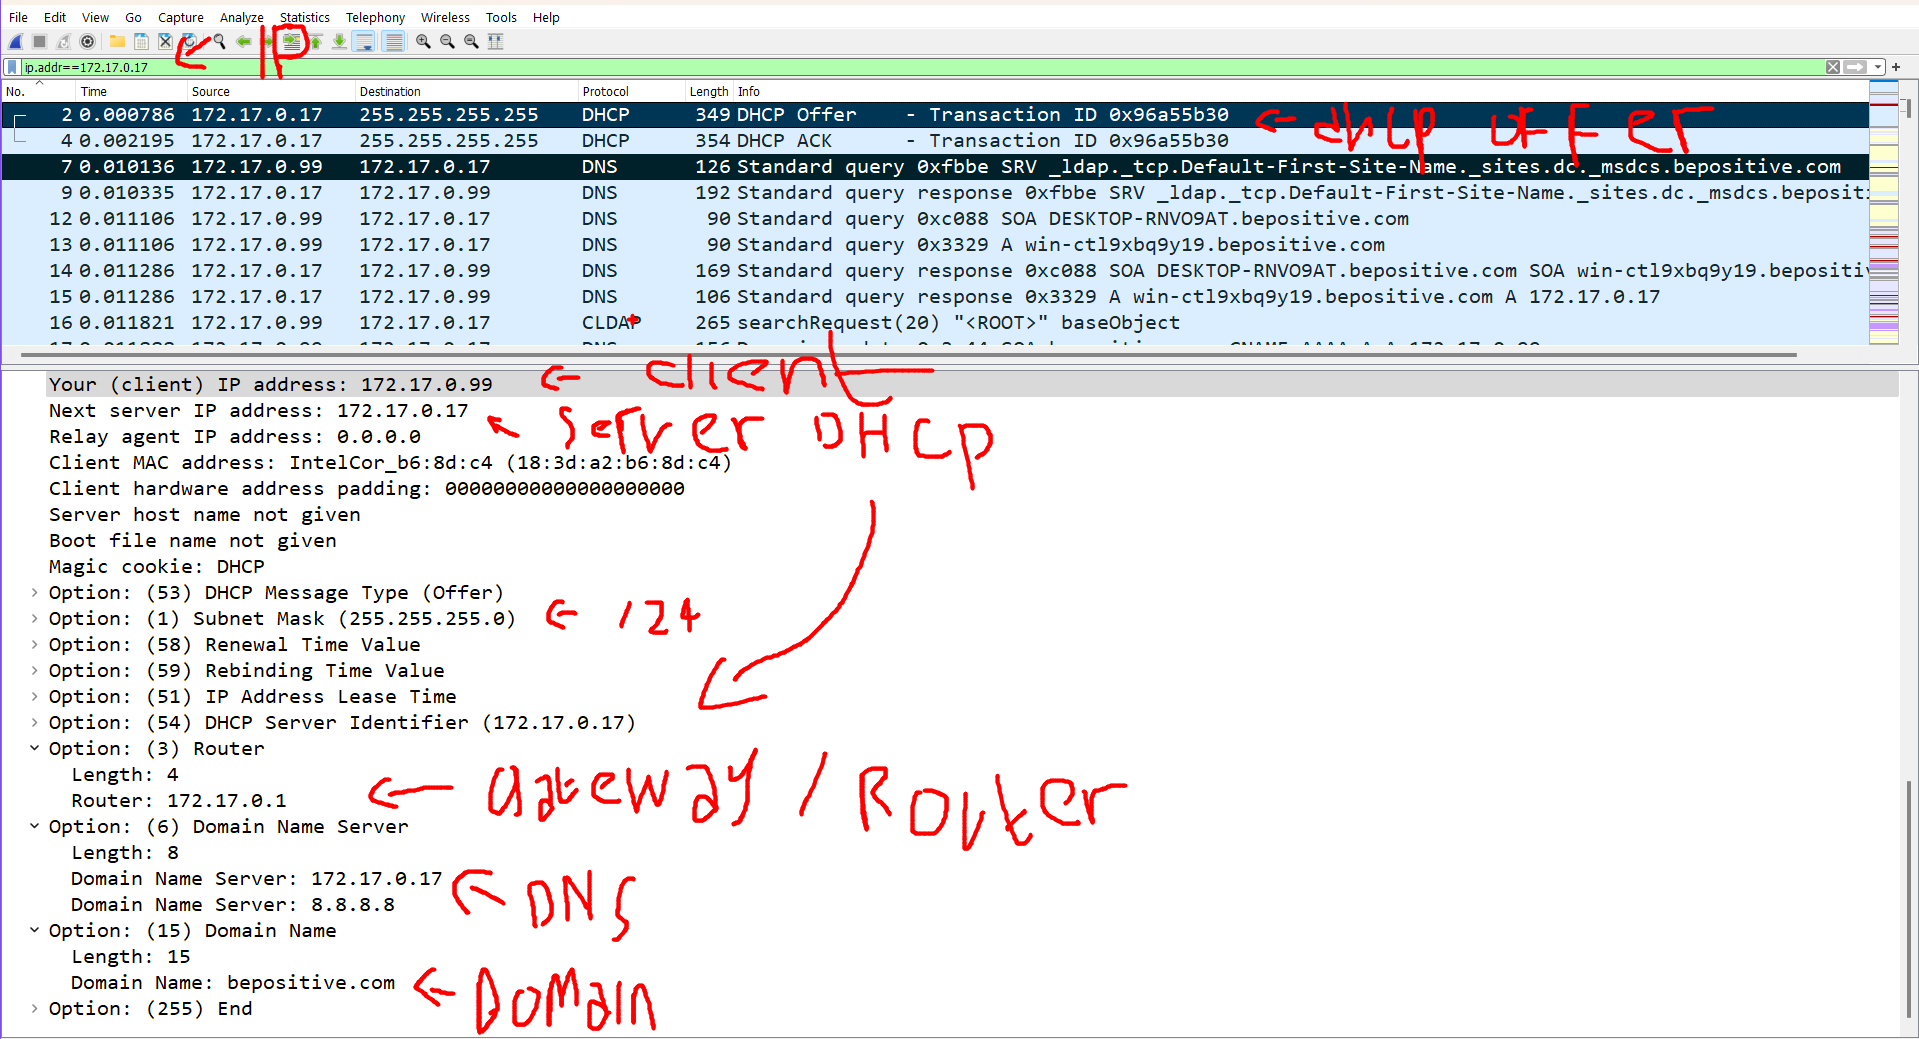 File Edit View Go Capture Analyze Statistics Telephony Wireless Tools Help
IP
ip.addr==172.17.0.17
No. Time Source Destination Protocol Length Info
2 0.000786 172.17.0.17 255.255.255.255 DHCP 349 DHCP Offer - Transaction ID 0x96a55b30
dhcp offer
4 0.002195 172.17.0.17 255.255.255.255 DHCP 354 DHCP ACK - Transaction ID 0x96a55b30
7 0.010136 172.17.0.99 172.17.0.17 DNS 126 Standard query 0xfbbe SRV _ldap._tcp.Default-First-Site-Name._sites.dc._msdcs.bepositive.com
9 0.010335 172.17.0.17 172.17.0.99 DNS 192 Standard query response 0xfbbe SRV _ldap._tcp.Default-First-Site-Name._sites.dc._msdcs.bepositi
12 0.011106 172.17.0.99 172.17.0.17 DNS 90 Standard query 0xc088 SOA DESKTOP-RNVO9AT.bepositive.com
13 0.011106 172.17.0.99 172.17.0.17 DNS 90 Standard query 0x3329 A win-ctl9xbq9y19.bepositive.com
14 0.011286 172.17.0.17 172.17.0.99 DNS 169 Standard query response 0xc088 SOA DESKTOP-RNVO9AT.bepositive.com SOA win-ctl9xbq9y19.bepositi
15 0.011286 172.17.0.17 172.17.0.99 DNS 106 Standard query response 0x3329 A win-ctl9xbq9y19.bepositive.com A 172.17.0.17
16 0.011821 172.17.0.99 172.17.0.17 CLDAP 265 searchRequest(20) "<ROOT>" baseObject
Your (client) IP address: 172.17.0.99
client
Next server IP address: 172.17.0.17
server DHCP
Relay agent IP address: 0.0.0.0
Client MAC address: IntelCor_b6:8d:c4 (18:3d:a2:b6:8d:c4)
Client hardware address padding: 00000000000000000000
Server host name not given
Boot file name not given
Magic cookie: DHCP
Option: (53) DHCP Message Type (Offer)
Option: (1) Subnet Mask (255.255.255.0)
/24
Option: (58) Renewal Time Value
Option: (59) Rebinding Time Value
Option: (51) IP Address Lease Time
Option: (54) DHCP Server Identifier (172.17.0.17)
Option: (3) Router
Length: 4
Router: 172.17.0.1
Gateway / Router
Option: (6) Domain Name Server
Length: 8
Domain Name Server: 172.17.0.17
Domain Name Server: 8.8.8.8
DNS
Option: (15) Domain Name
Length: 15
Domain Name: bepositive.com
Domain
Option: (255) End